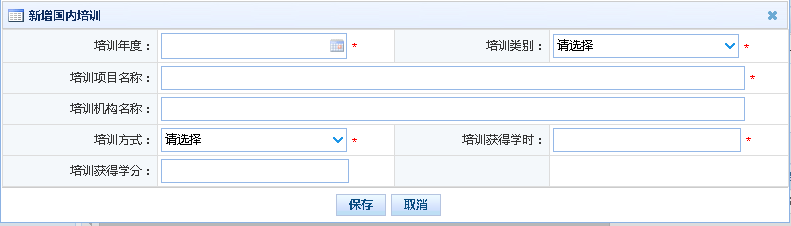 新增国内培训
培训年度： * 培训类别： 请选择 *
培训项目名称： *
培训机构名称：
培训方式： 请选择 * 培训获得学时： *
培训获得学分：
保存 取消